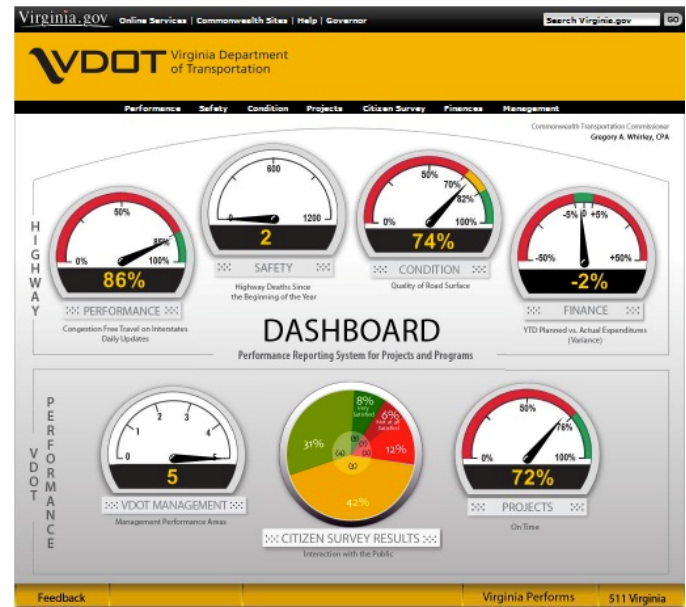 Virginia.gov Online Services | Commonwealth Sites | Help | Governor
Search Virginia.gov GO
VDOT Virginia Department
of Transportation
Performance Safety Condition Projects Citizen Survey Finances Management
Commonwealth Transportation Commissioner
Gregory A. Whirley, CPA
HIGHWAY
0% 50% 85% 100%
86%
PERFORMANCE
Congestion Free Travel on Interstates
Daily Updates
0 600 1200
2
SAFETY
Highway Deaths Since
the Beginning of the Year
0% 50% 70% 82% 100%
74%
CONDITION
Quality of Road Surface
-50% -5% 0 +5% +50%
-2%
FINANCE
YTD Planned vs. Actual Expenditures
(Variance)
DASHBOARD
Performance Reporting System for Projects and Programs
VDOT
PERFORMANCE
0 1 2 3 4 5
5
VDOT MANAGEMENT
Management Performance Areas
8%
Very
Satisfied
6%
Not at all
Satisfied
31%
12%
42%
CITIZEN SURVEY RESULTS
Interaction with the Public
0% 50% 76% 100%
72%
PROJECTS
On Time
Feedback
Virginia Performs
511 Virginia